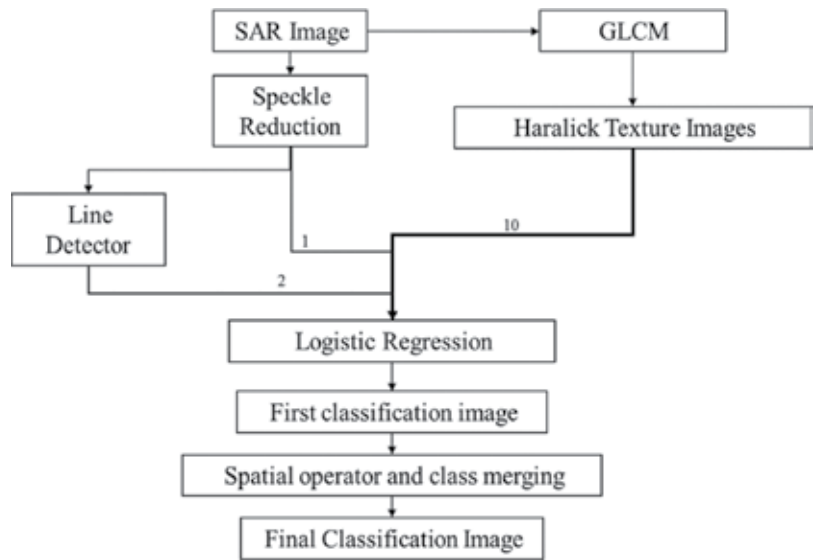 SAR Image
GLCM
Speckle
Reduction
Haralick Texture Images
Line
Detector
1
10
2
Logistic Regression
First classification image
Spatial operator and class merging
Final Classification Image